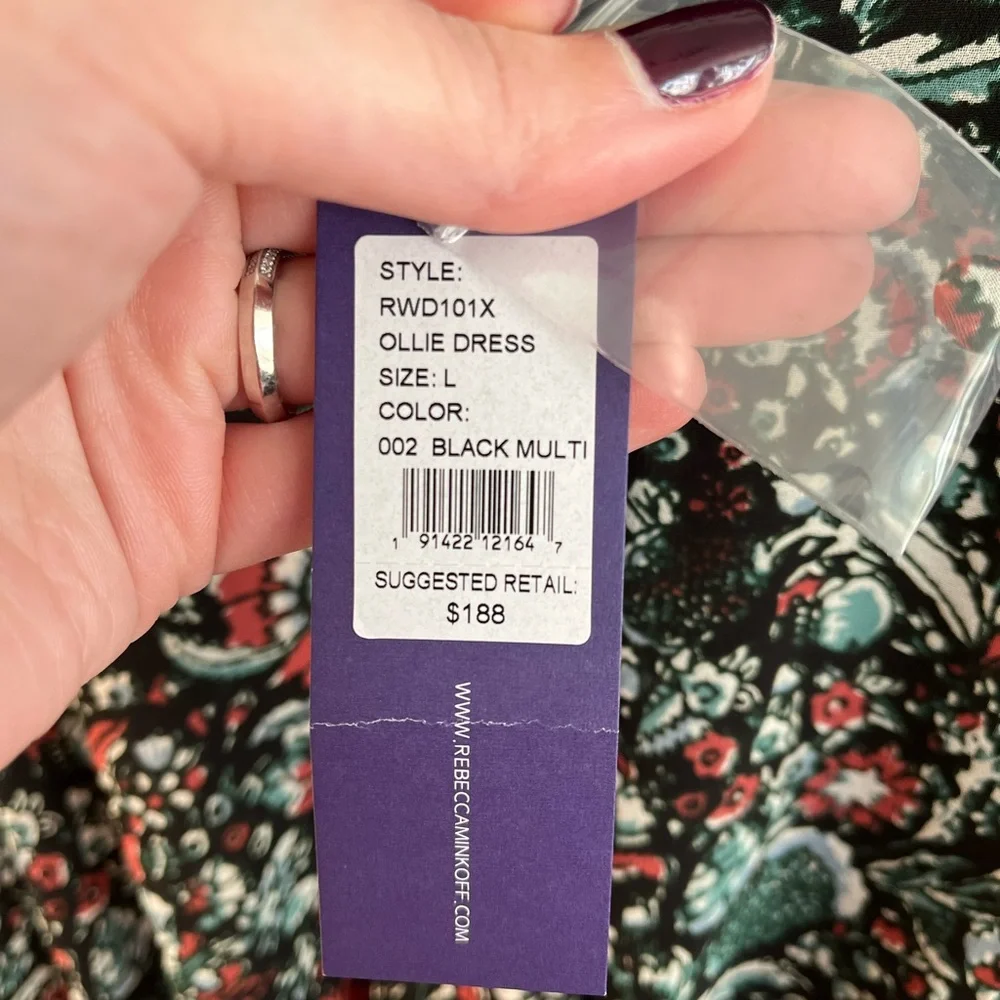 STYLE:
RWD101X
OLLIE DRESS
SIZE: L
COLOR:
002 BLACK MULTI
1 91422 12164 7
SUGGESTED RETAIL:
$188
WWW.REBECCAMINKOFF.COM